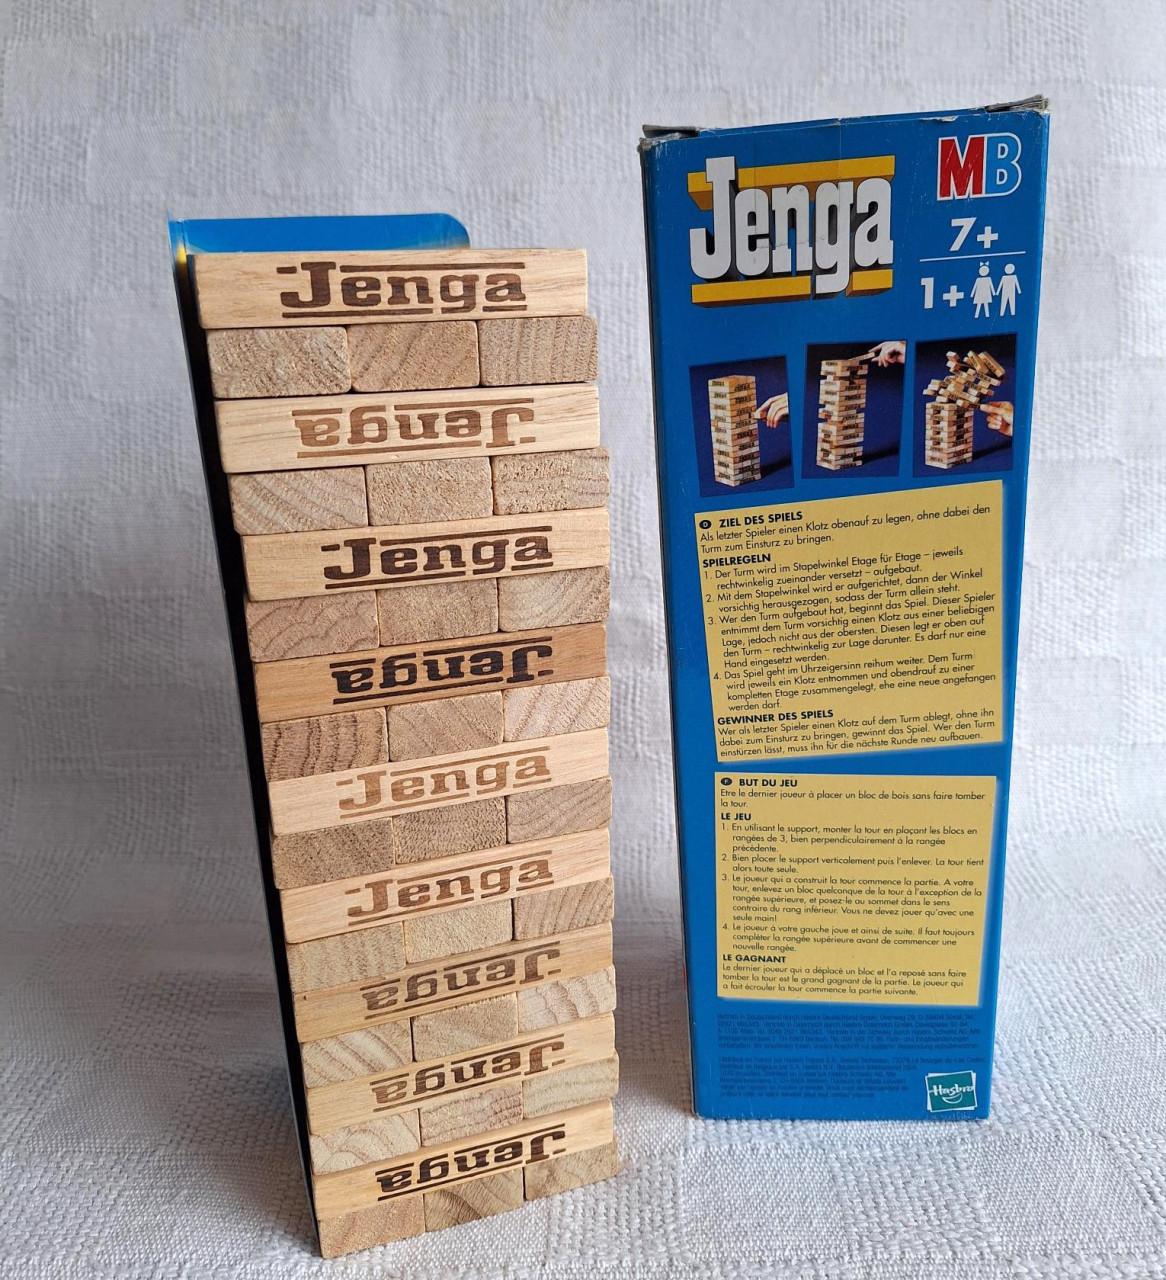 Jenga
Jenga
Jenga
Jenga
Jenga
Jenga
Jenga
Jenga
Jenga
Jenga
MB
7+
1+
D ZIEL DES SPIELS
Als letzter Spieler einen Klotz obenauf zu legen, ohne dabei den
Turm zum Einsturz zu bringen.
SPIELREGELN
1. Der Turm wird im Stapelwinkel Etage für Etage – jeweils
rechtwinkelig zueinander versetzt – aufgebaut.
2. Mit dem Stapelwinkel wird er aufgerichtet, dann der Winkel
vorsichtig herausgezogen, sodass der Turm allein steht.
3. Wer den Turm aufgebaut hat, beginnt das Spiel. Dieser Spieler
entnimmt dem Turm vorsichtig einen Klotz aus einer beliebigen
Lage, jedoch nicht aus der obersten. Diesen legt er oben auf
den Turm – rechtwinkelig zur Lage darunter. Es darf nur eine
Hand eingesetzt werden.
4. Das Spiel geht im Uhrzeigersinn reihum weiter. Dem Turm
wird jeweils ein Klotz entnommen und obendrauf zu einer
kompletten Etage zusammengelegt, ehe eine neue angefangen
werden darf.
GEWINNER DES SPIELS
Wer als letzter Spieler einen Klotz auf dem Turm ablegt, ohne ihn
dabei zum Einsturz zu bringen, gewinnt das Spiel. Wer den Turm
einstürzen lässt, muss ihn für die nächste Runde neu aufbauen.
F BUT DU JEU
Etre le dernier joueur à placer un bloc de bois sans faire tomber
la tour.
LE JEU
1. En utilisant le support, monter la tour en plaçant les blocs en
rangées de 3, bien perpendiculairement à la rangée
précédente.
2. Bien placer le support verticalement puis l'enlever. La tour tient
alors toute seule.
3. Le joueur qui a construit la tour commence la partie. A votre
tour, enlevez un bloc quelconque de la tour à l'exception de la
rangée supérieure, et posez-le au sommet dans le sens
contraire du rang inférieur. Vous ne devez jouer qu'avec une
seule main!
4. Le joueur à votre gauche joue et ainsi de suite. Il faut toujours
complèter la rangée supérieure avant de commencer une
nouvelle rangée.
LE GAGNANT
Le dernier joueur qui a déplacé un bloc et l'a reposé sans faire
tomber la tour est le grand gagnant de la partie. Le joueur qui
a fait écrouler la tour commence la partie suivante.
Hasbro